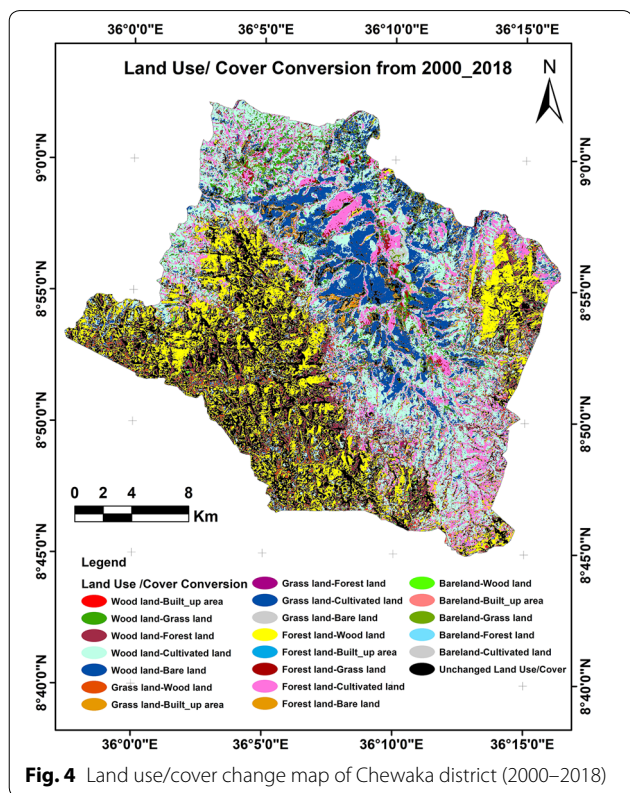 36°0'0"E 36°5'0"E 36°10'0"E 36°15'0"E
Land Use/ Cover Conversion from 2000_2018
N
9°0'0"N 9°0'0"N
8°55'0"N 8°55'0"N
8°50'0"N 8°50'0"N
0 2 4 8
Km
8°45'0"N 8°45'0"N
Legend
Land Use /Cover Conversion
Wood land-Built_up area
Wood land-Grass land
Wood land-Forest land
Wood land-Cultivated land
Wood land-Bare land
Grass land-Wood land
Grass land-Built_up area
Grass land-Forest land
Grass land-Cultivated land
Grass land-Bare land
Forest land-Wood land
Forest land-Built_up area
Forest land-Grass land
Forest land-Cultivated land
Forest land-Bare land
Bareland-Wood land
Bareland-Built_up area
Bareland-Grass land
Bareland-Forest land
Bareland-Cultivated land
Unchanged Land Use/Cover
8°40'0"N 8°40'0"N
36°0'0"E 36°5'0"E 36°10'0"E 36°15'0"E
Fig. 4 Land use/cover change map of Chewaka district (2000–2018)